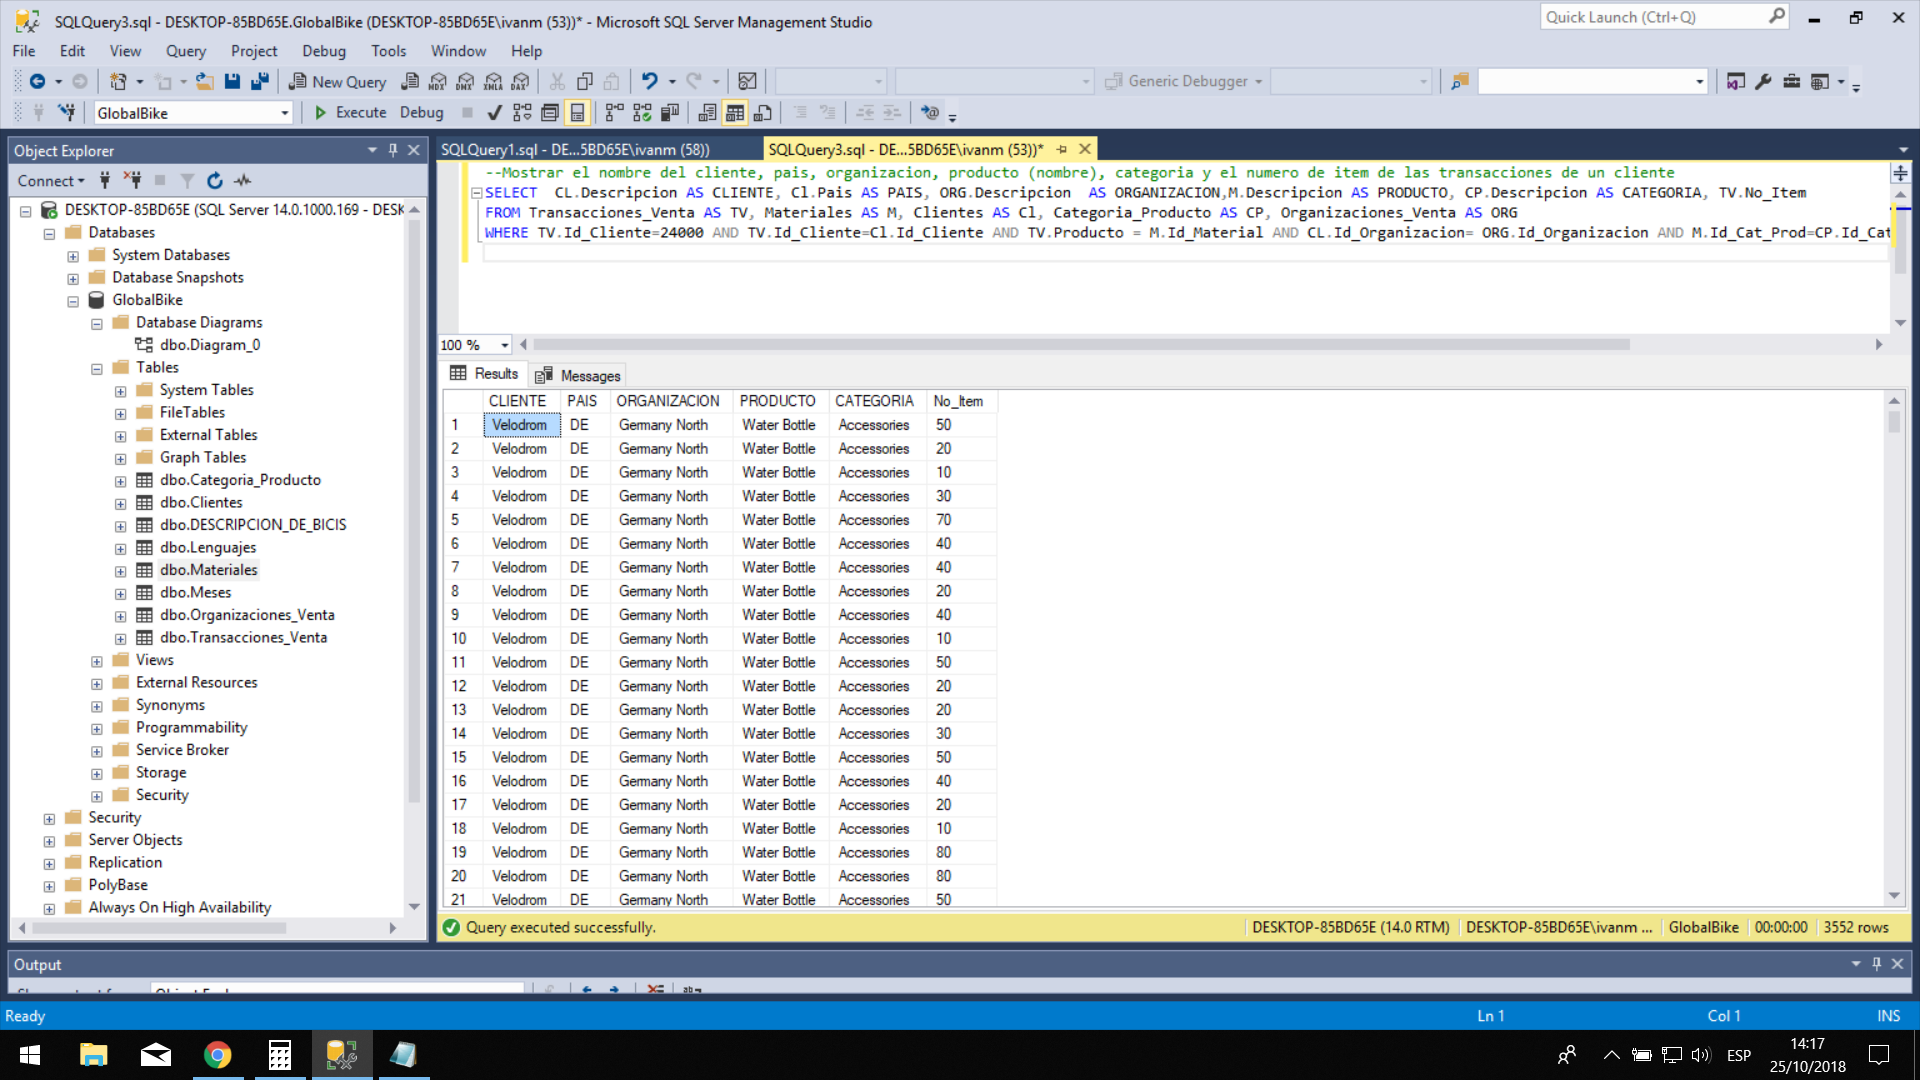 SQLQuery3.sql - DESKTOP-85BD65E.GlobalBike (DESKTOP-85BD65E\ivanm (53))* - Microsoft SQL Server Management Studio
Quick Launch (Ctrl+Q)
File Edit View Query Project Debug Tools Window Help
New Query MDX DMX XMLA DAX Generic Debugger
GlobalBike Execute Debug
Object Explorer
Connect
DESKTOP-85BD65E (SQL Server 14.0.1000.169 - DESK
Databases
System Databases
Database Snapshots
GlobalBike
Database Diagrams
dbo.Diagram_0
Tables
System Tables
FileTables
External Tables
Graph Tables
dbo.Categoria_Producto
dbo.Clientes
dbo.DESCRIPCION_DE_BICIS
dbo.Lenguajes
dbo.Materiales
dbo.Meses
dbo.Organizaciones_Venta
dbo.Transacciones_Venta
Views
External Resources
Synonyms
Programmability
Service Broker
Storage
Security
Security
Server Objects
Replication
PolyBase
Always On High Availability
SQLQuery1.sql - DE...5BD65E\ivanm (58)) SQLQuery3.sql - DE...5BD65E\ivanm (53))*
--Mostrar el nombre del cliente, pais, organizacion, producto (nombre), categoria y el numero de item de las transacciones de un cliente
SELECT CL.Descripcion AS CLIENTE, Cl.Pais AS PAIS, ORG.Descripcion AS ORGANIZACION,M.Descripcion AS PRODUCTO, CP.Descripcion AS CATEGORIA, TV.No_Item
FROM Transacciones_Venta AS TV, Materiales AS M, Clientes AS Cl, Categoria_Producto AS CP, Organizaciones_Venta AS ORG
WHERE TV.Id_Cliente=24000 AND TV.Id_Cliente=Cl.Id_Cliente AND TV.Producto = M.Id_Material AND CL.Id_Organizacion= ORG.Id_Organizacion AND M.Id_Cat_Prod=CP.Id_Cat
100 %
Results Messages
CLIENTE PAIS ORGANIZACION PRODUCTO CATEGORIA No_Item
1 Velodrom DE Germany North Water Bottle Accessories 50
2 Velodrom DE Germany North Water Bottle Accessories 20
3 Velodrom DE Germany North Water Bottle Accessories 10
4 Velodrom DE Germany North Water Bottle Accessories 30
5 Velodrom DE Germany North Water Bottle Accessories 70
6 Velodrom DE Germany North Water Bottle Accessories 40
7 Velodrom DE Germany North Water Bottle Accessories 40
8 Velodrom DE Germany North Water Bottle Accessories 20
9 Velodrom DE Germany North Water Bottle Accessories 40
10 Velodrom DE Germany North Water Bottle Accessories 10
11 Velodrom DE Germany North Water Bottle Accessories 50
12 Velodrom DE Germany North Water Bottle Accessories 20
13 Velodrom DE Germany North Water Bottle Accessories 20
14 Velodrom DE Germany North Water Bottle Accessories 30
15 Velodrom DE Germany North Water Bottle Accessories 50
16 Velodrom DE Germany North Water Bottle Accessories 40
17 Velodrom DE Germany North Water Bottle Accessories 20
18 Velodrom DE Germany North Water Bottle Accessories 10
19 Velodrom DE Germany North Water Bottle Accessories 80
20 Velodrom DE Germany North Water Bottle Accessories 80
21 Velodrom DE Germany North Water Bottle Accessories 50
Query executed successfully. DESKTOP-85BD65E (14.0 RTM) DESKTOP-85BD65E\ivanm ... GlobalBike 00:00:00 3552 rows
Output
Ready Ln 1 Col 1 INS
ESP
14:17
25/10/2018